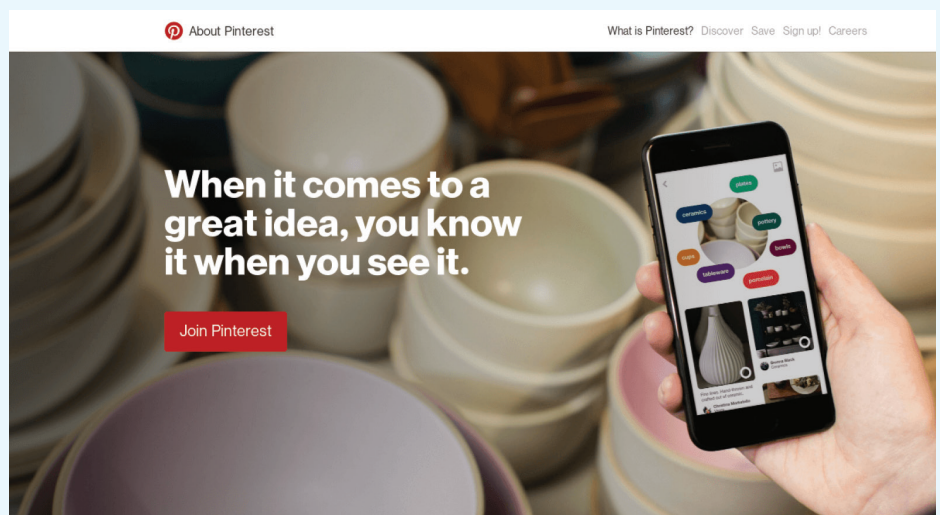 About Pinterest
What is Pinterest? Discover Save Sign up! Careers
When it comes to a
great idea, you know
it when you see it.
Join Pinterest
plates
ceramics
pottery
bowls
cups
tableware
porcelain